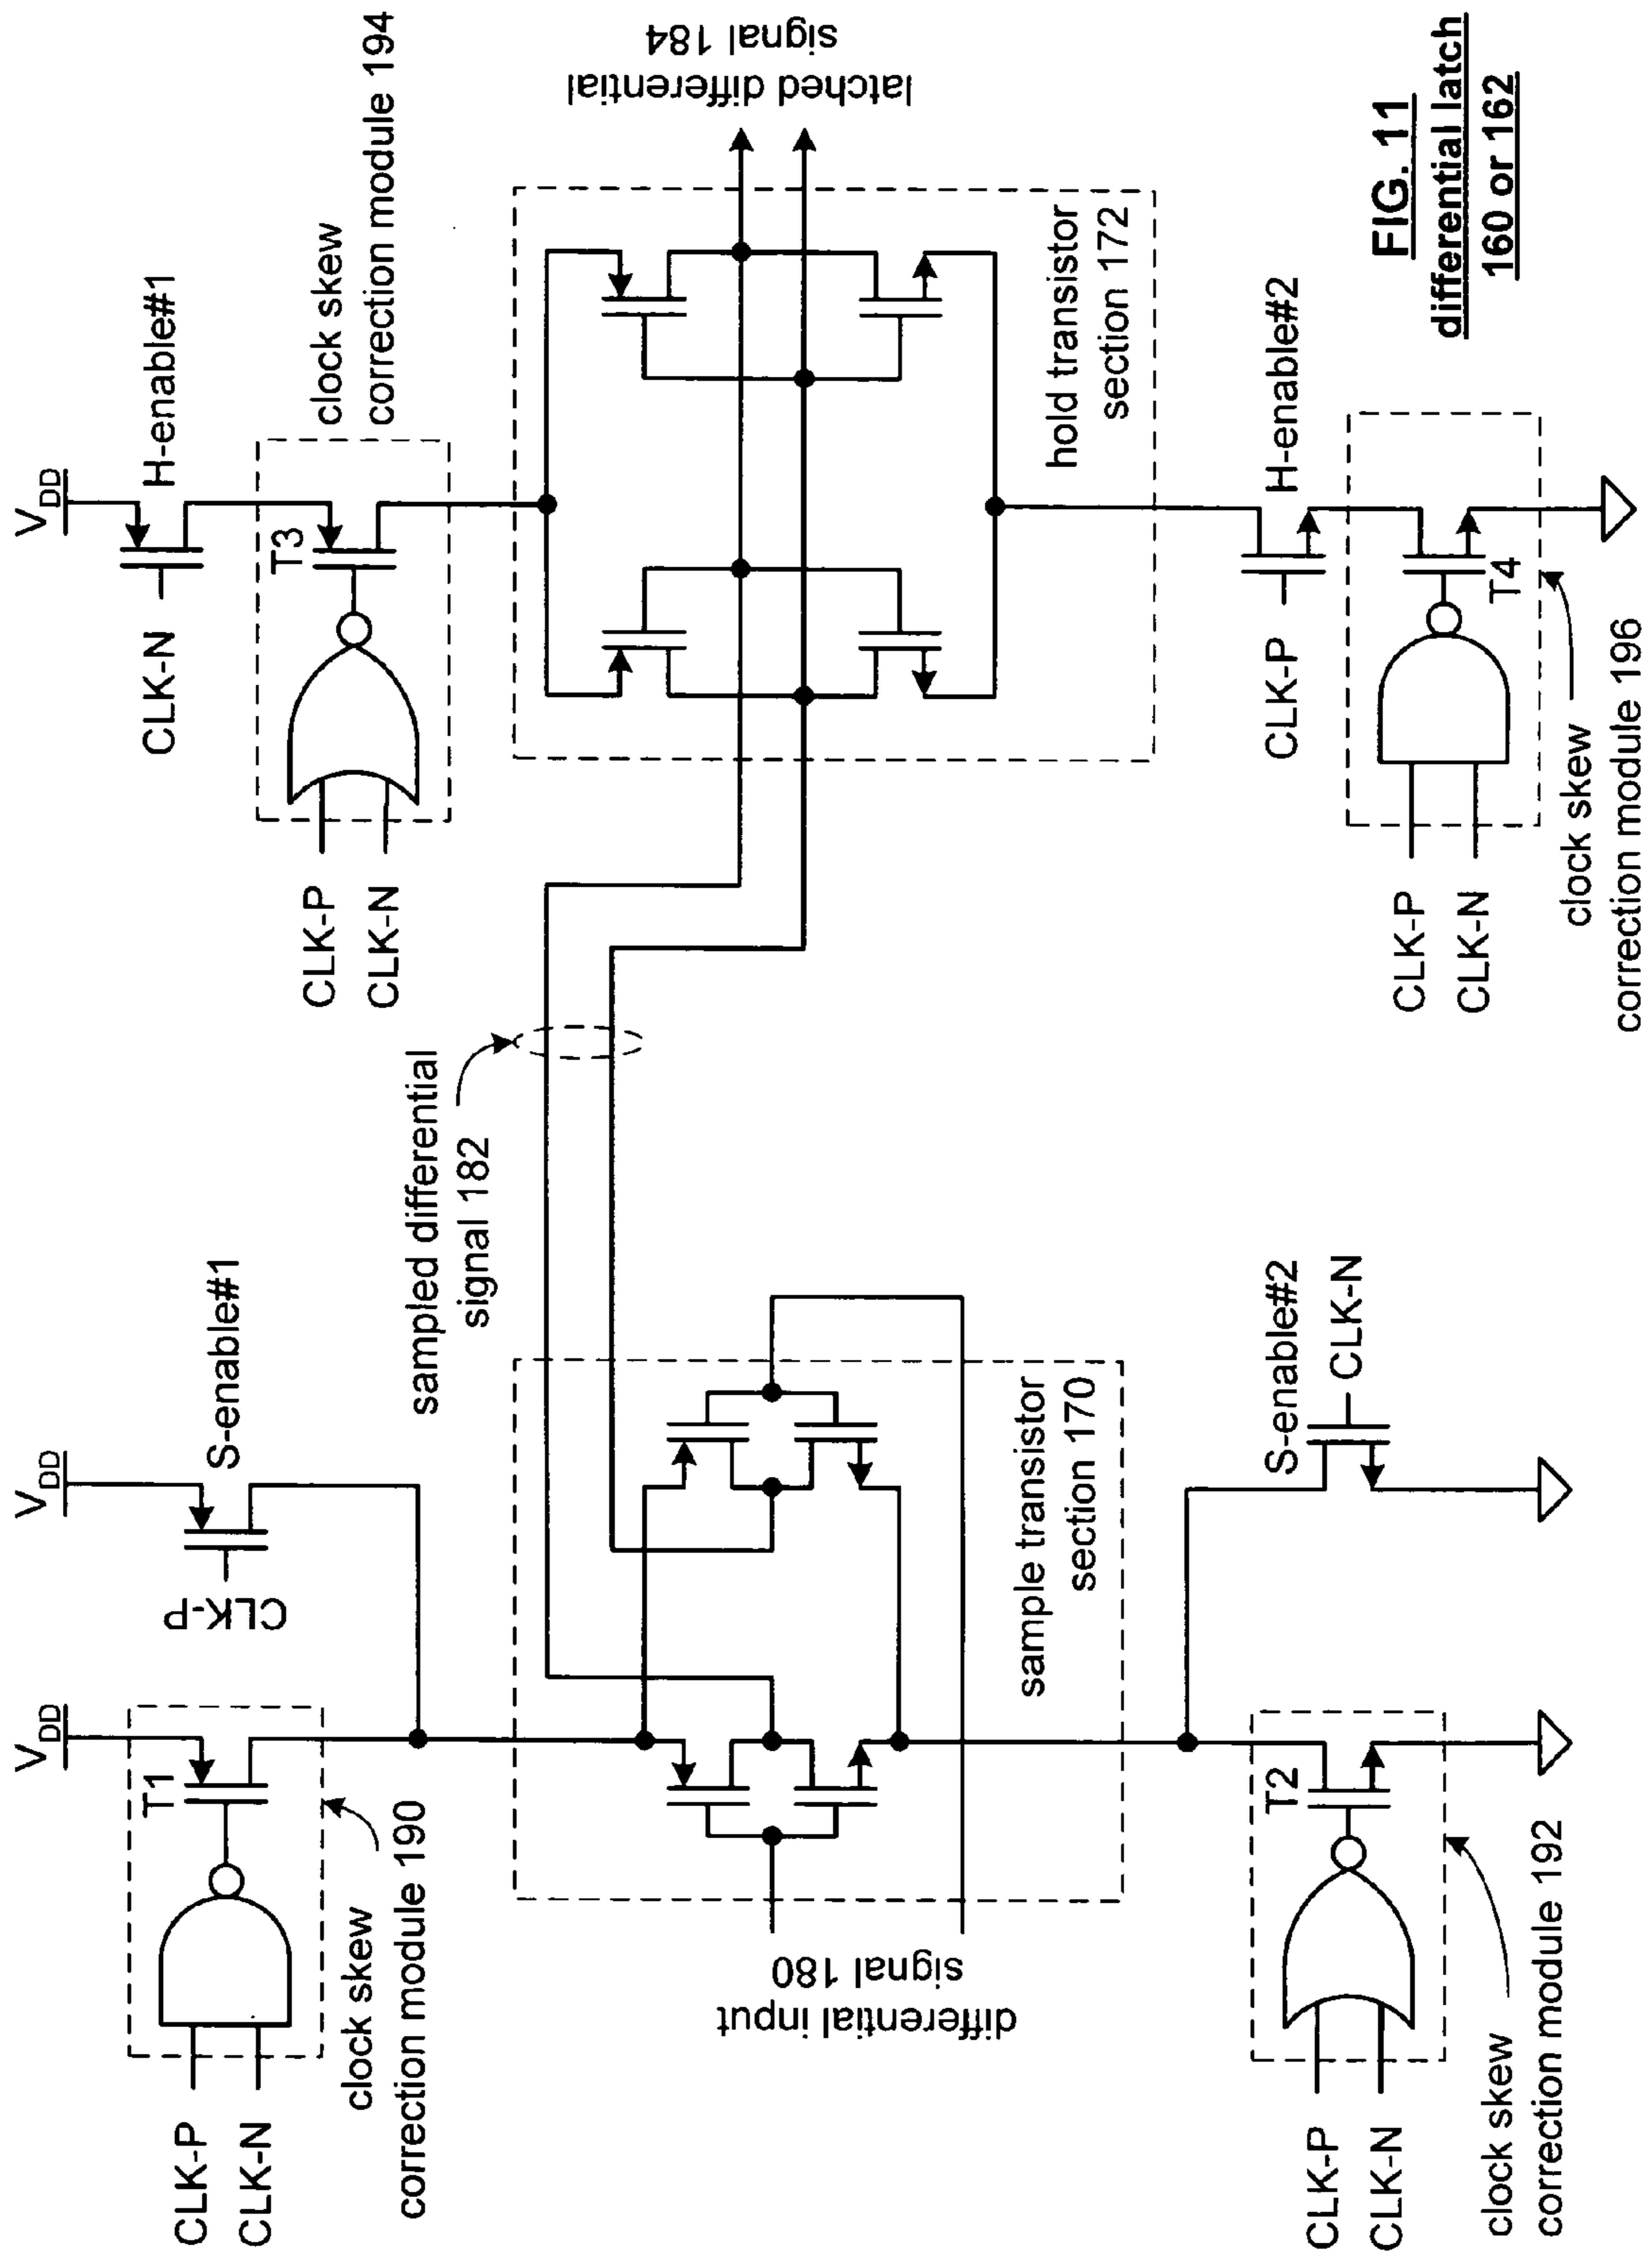 V_DD
V_DD
V_DD
T1
S-enable#1
CLK-P
CLK-P
CLK-N
clock skew
correction module 190
CLK-N
H-enable#1
T3
CLK-P
CLK-N
clock skew
correction module 194
sampled differential
signal 182
latched differential
signal 184
differential input
signal 180
sample transistor
section 170
hold transistor
section 172
T2
S-enable#2
CLK-N
CLK-P
CLK-N
clock skew
correction module 192
H-enable#2
CLK-P
T4
CLK-P
CLK-N
clock skew
correction module 196
FIG. 11
differential latch
160 or 162